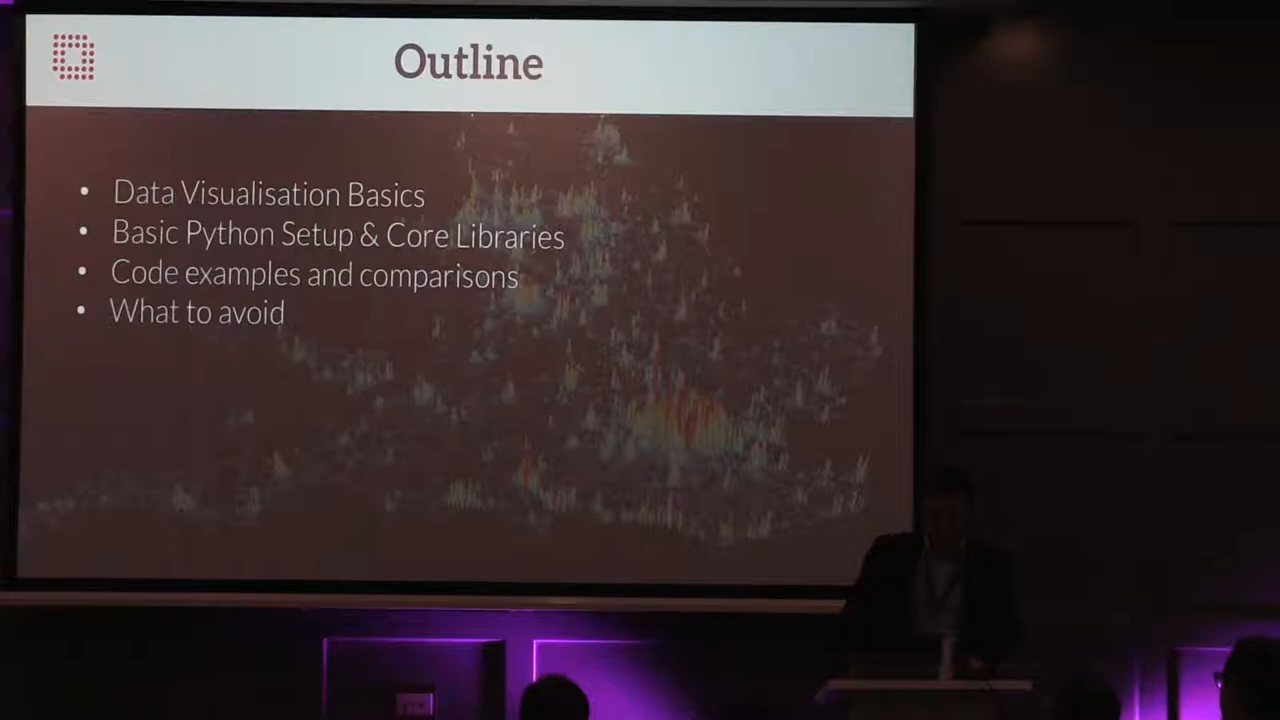 Outline
• Data Visualisation Basics
• Basic Python Setup & Core Libraries
• Code examples and comparisons
• What to avoid